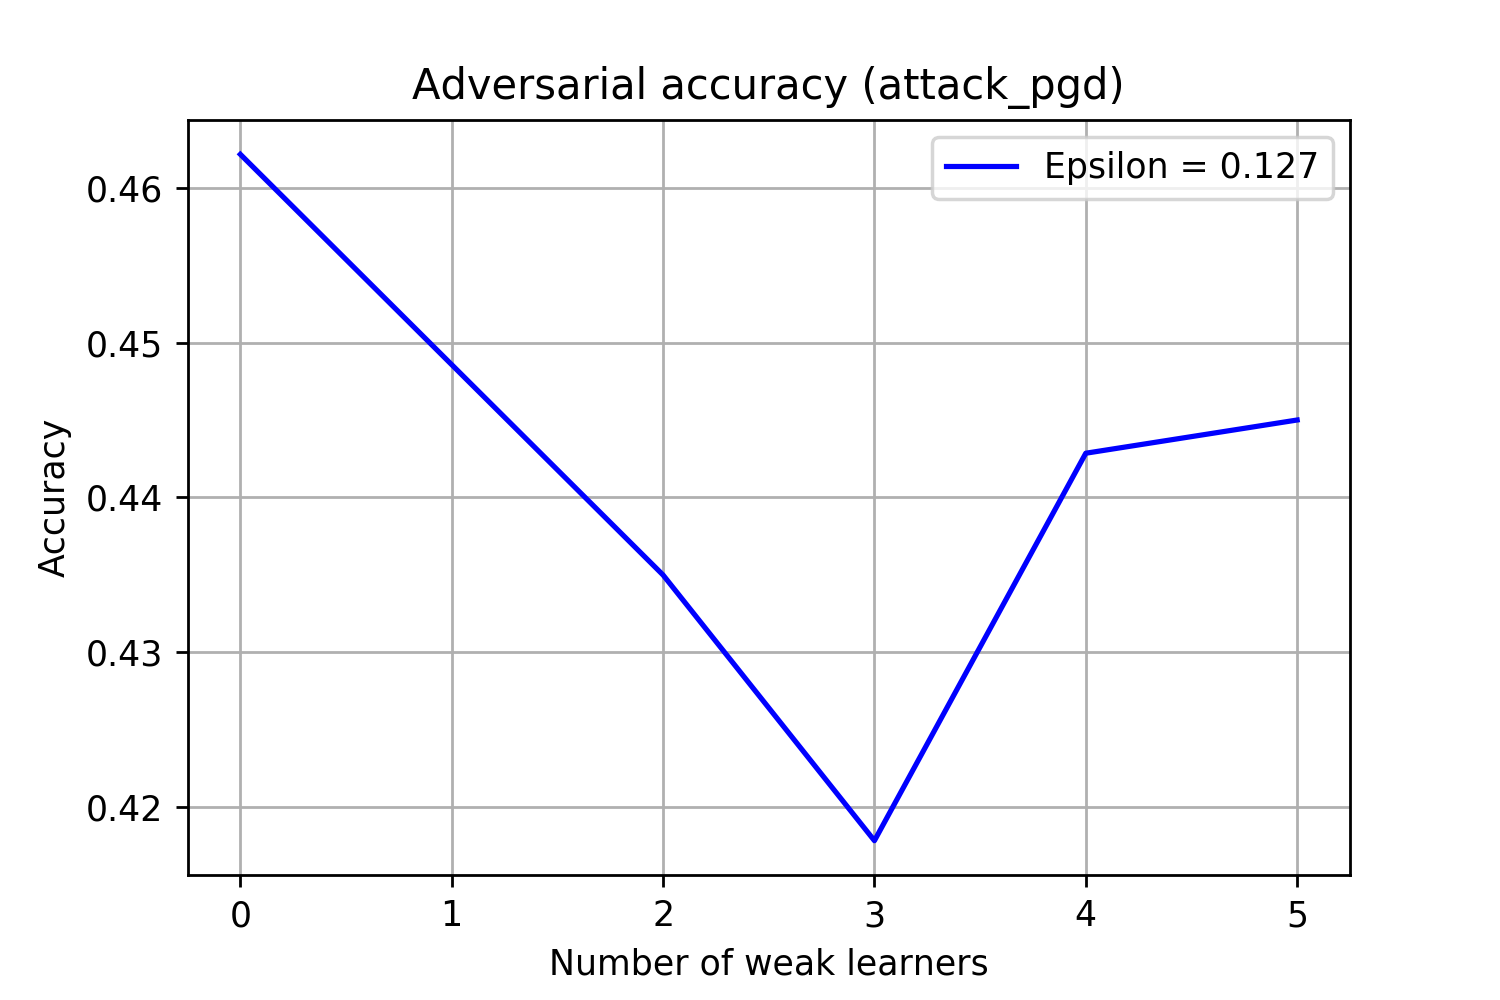 Adversarial accuracy (attack_pgd)
Epsilon = 0.127
0.46
0.45
0.44
0.43
0.42
Accuracy
0 1 2 3 4 5
Number of weak learners